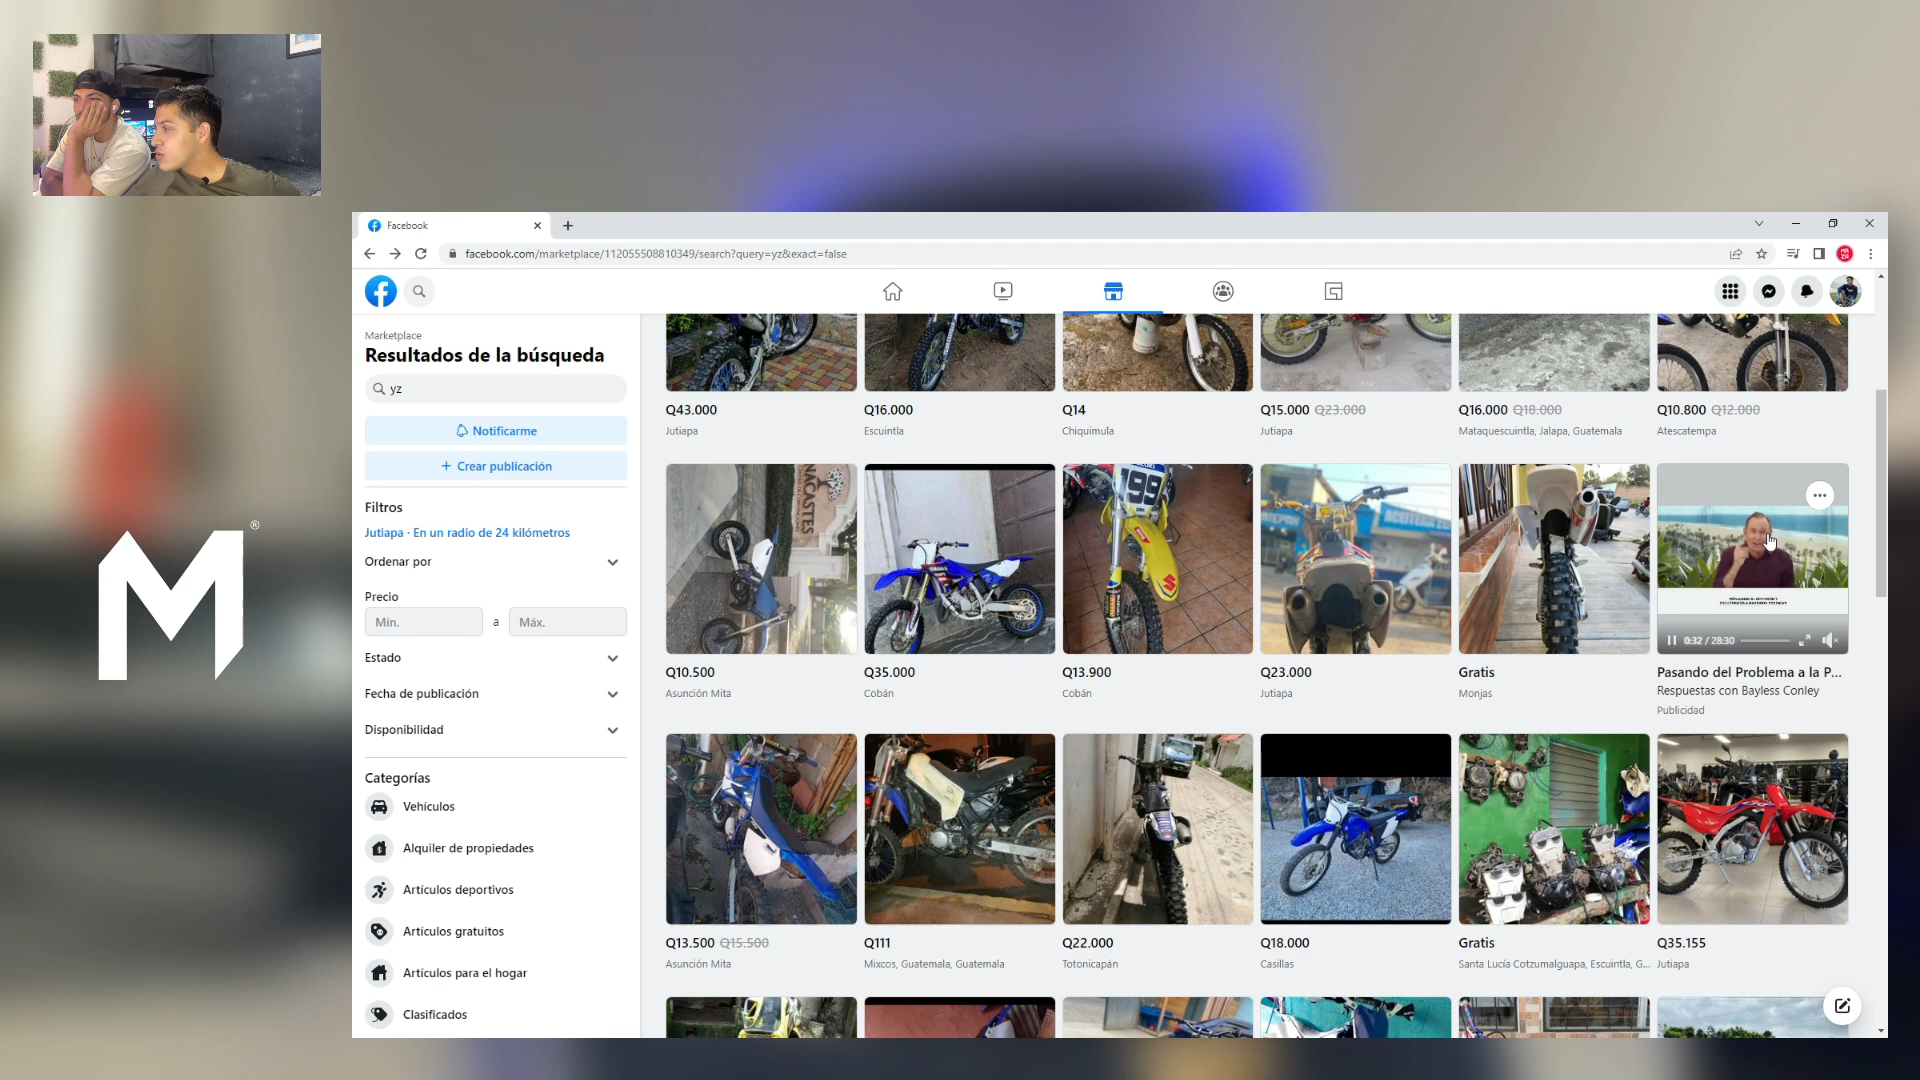 Facebook
facebook.com/marketplace/112055508810349/search?query=yz&exact=false
Marketplace
Resultados de la búsqueda
yz
Notificarme
+ Crear publicación
Filtros
Jutiapa · En un radio de 24 kilómetros
Ordenar por
Precio
Mín. a Máx.
Estado
Fecha de publicación
Disponibilidad
Categorías
Vehículos
Alquiler de propiedades
Artículos deportivos
Artículos gratuitos
Artículos para el hogar
Clasificados
Q43.000
Jutiapa
Q16.000
Escuintla
Q14
Chiquimula
Q15.000 Q23.000
Jutiapa
Q16.000 Q18.000
Mataquescuintla, Jalapa, Guatemala
Q10.800 Q12.000
Atescatempa
NACASTES
199
0:32 / 28:30
Q10.500
Asunción Mita
Q35.000
Cobán
Q13.900
Cobán
Q23.000
Jutiapa
Gratis
Monjas
Pasando del Problema a la P...
Respuestas con Bayless Conley
Publicidad
Q13.500 Q15.500
Asunción Mita
Q111
Mixcos, Guatemala, Guatemala
Q22.000
Totonicapán
Q18.000
Casillas
Gratis
Santa Lucía Cotzumalguapa, Escuintla, G...
Q35.155
Jutiapa
M
®